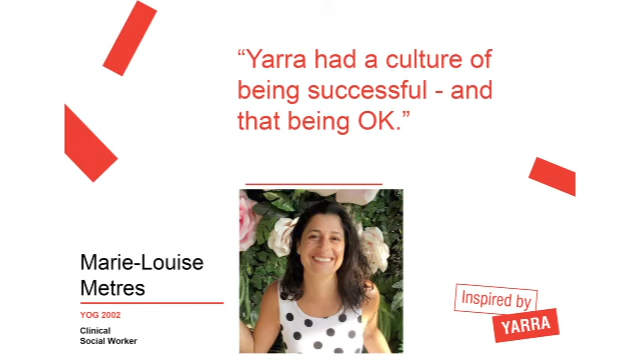 “Yarra had a culture of
being successful - and
that being OK.”
Marie-Louise
Metres
YOG 2002
Clinical
Social Worker
Inspired by
YARRA